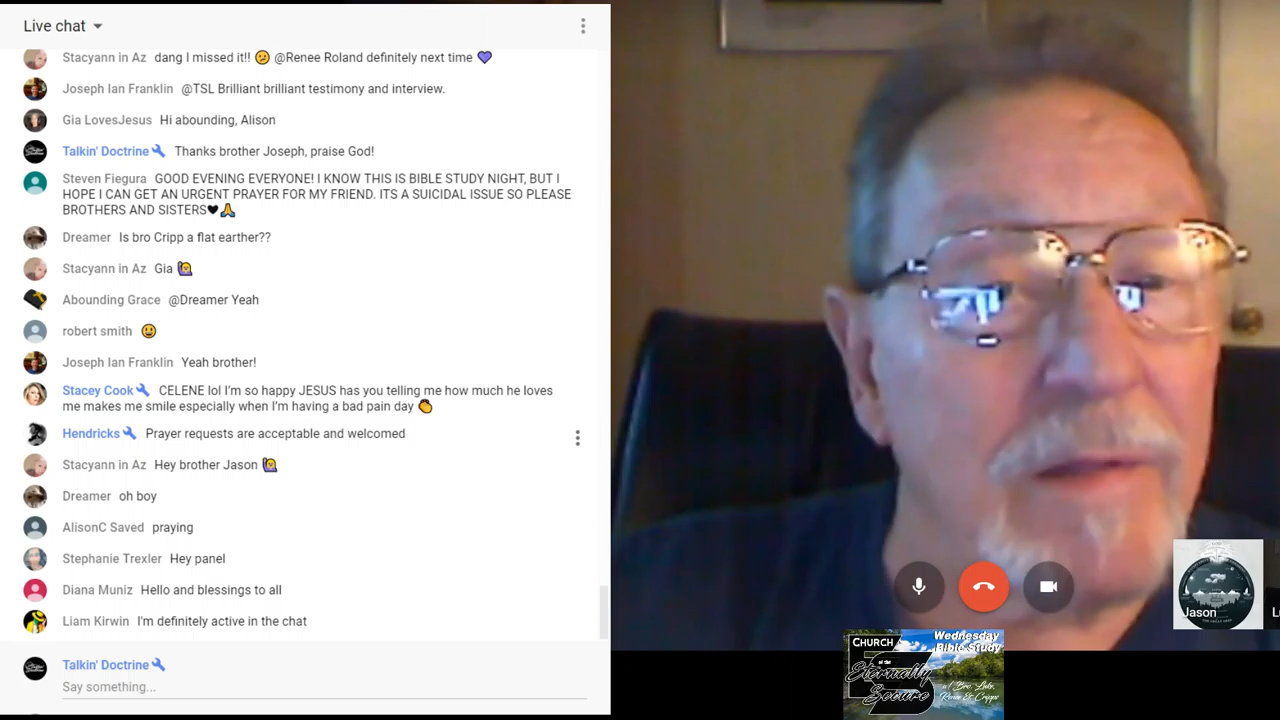 Live chat
Stacyann in Az dang I missed it!! 😕 @Renee Roland definitely next time 💜
Joseph Ian Franklin @TSL Brilliant brilliant testimony and interview.
Gia LovesJesus Hi abounding, Alison
Talkin' Doctrine Thanks brother Joseph, praise God!
Steven Fiegura GOOD EVENING EVERYONE! I KNOW THIS IS BIBLE STUDY NIGHT, BUT I
HOPE I CAN GET AN URGENT PRAYER FOR MY FRIEND. ITS A SUICIDAL ISSUE SO PLEASE
BROTHERS AND SISTERS🖤🙏
Dreamer Is bro Cripp a flat earther??
Stacyann in Az Gia 🙋
Abounding Grace @Dreamer Yeah
robert smith 😀
Joseph Ian Franklin Yeah brother!
Stacey Cook CELENE lol I'm so happy JESUS has you telling me how much he loves
me makes me smile especially when I'm having a bad pain day 👏
Hendricks Prayer requests are acceptable and welcomed
Stacyann in Az Hey brother Jason 🙋
Dreamer oh boy
AlisonC Saved praying
Stephanie Trexler Hey panel
Diana Muniz Hello and blessings to all
Liam Kirwin I'm definitely active in the chat
Talkin' Doctrine
Say something...
Jason
Lu
CHURCH
of the
Eternally
Secure
Wednesday
Bible Study
w/ Bro. Luke,
Renee & Cripps